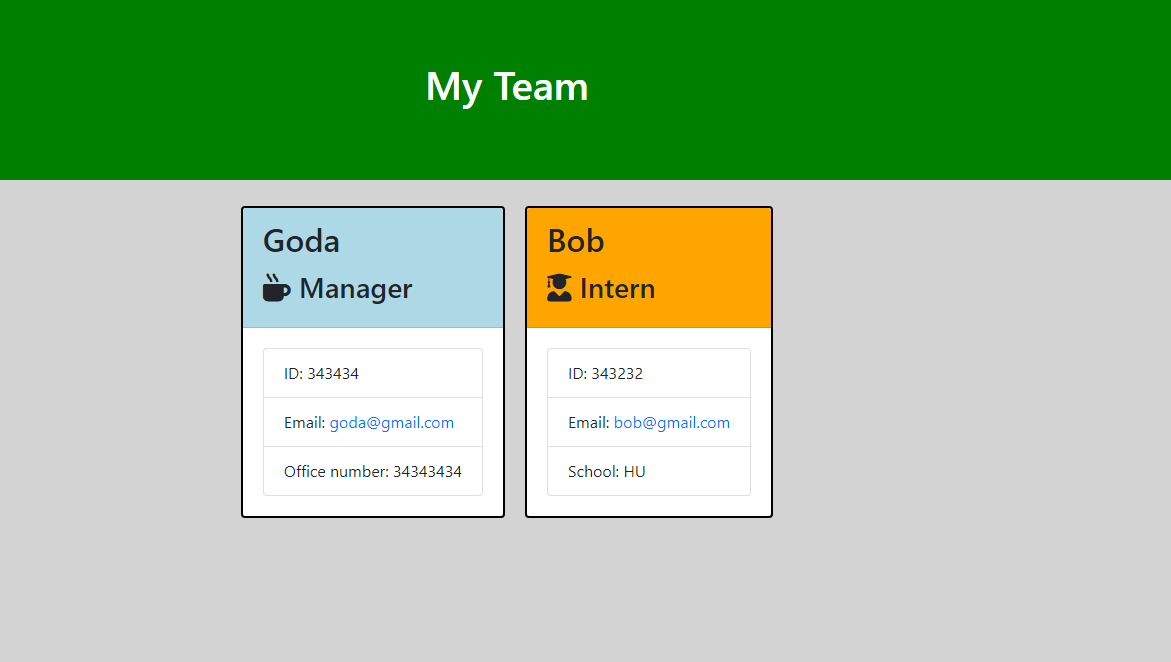 My Team
Goda
Manager
ID: 343434
Email: goda@gmail.com
Office number: 34343434
Bob
Intern
ID: 343232
Email: bob@gmail.com
School: HU